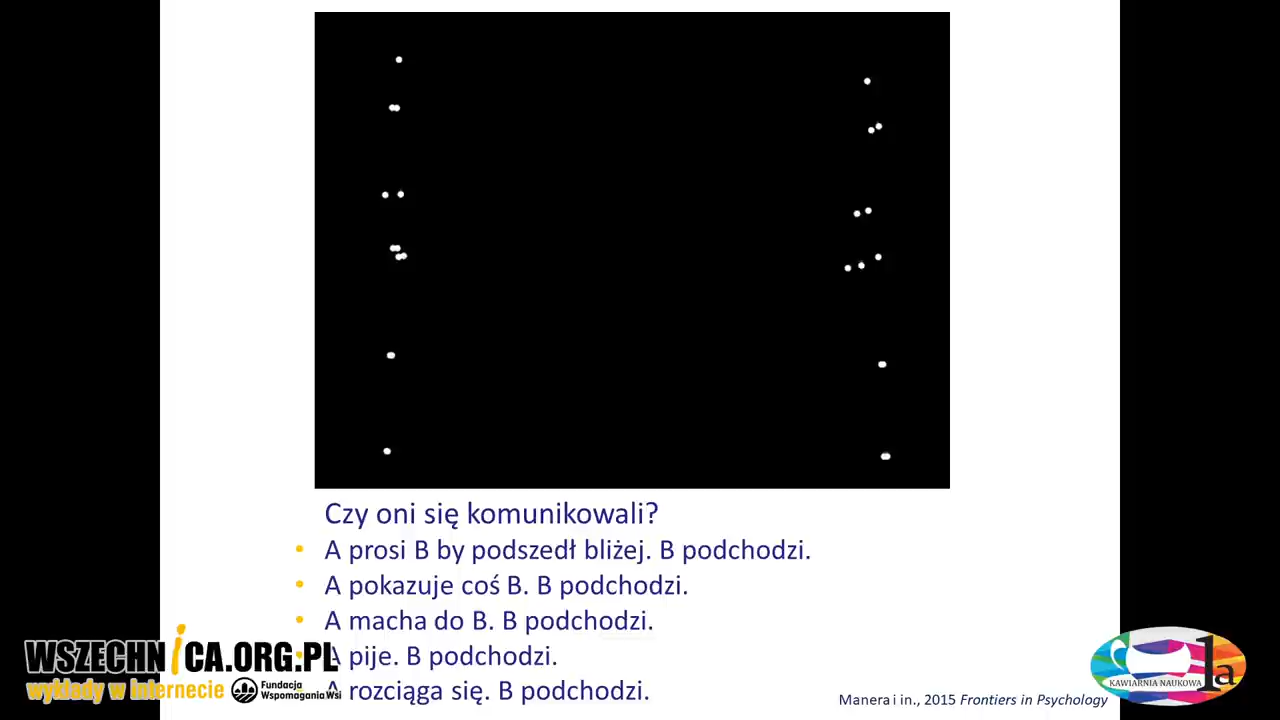 Czy oni się komunikowali?
• A prosi B by podszedł bliżej. B podchodzi.
• A pokazuje coś B. B podchodzi.
• A macha do B. B podchodzi.
A pije. B podchodzi.
A rozciąga się. B podchodzi.
WSZECHNICA.ORG.PL
wykłady w internecie
Fundacja
Wspomagania Wsi
Manera i in., 2015 Frontiers in Psychology
KAWIARNIA NAUKOWA 1a